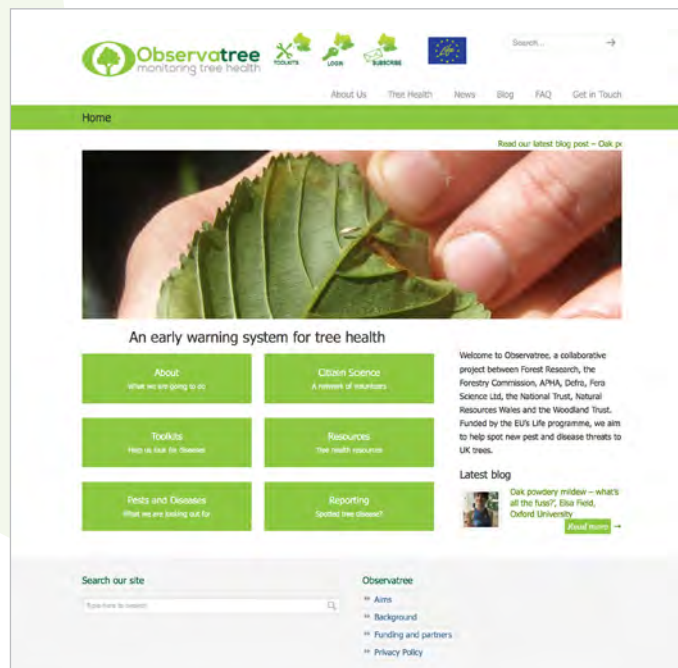 Observatree
monitoring tree health
TOOLKITS
LOGIN
SUBSCRIBE
Search...
About Us Tree Health News Blog FAQ Get in Touch
Home
Read our latest blog post – Oak po
An early warning system for tree health
About
What we are going to do
Citizen Science
A network of volunteers
Toolkits
Help us look for diseases
Resources
Tree health resources
Pests and Diseases
What we are looking out for
Reporting
Spotted tree disease?
Welcome to Observatree, a collaborative
project between Forest Research, the
Forestry Commission, APHA, Defra, Fera
Science Ltd, the National Trust, Natural
Resources Wales and the Woodland Trust.
Funded by the EU's Life programme, we aim
to help spot new pest and disease threats to
UK trees.
Latest blog
Oak powdery mildew – what's
all the fuss?', Elsa Field,
Oxford University
Read more →
Search our site
Type here to search
Observatree
» Aims
» Background
» Funding and partners
» Privacy Policy